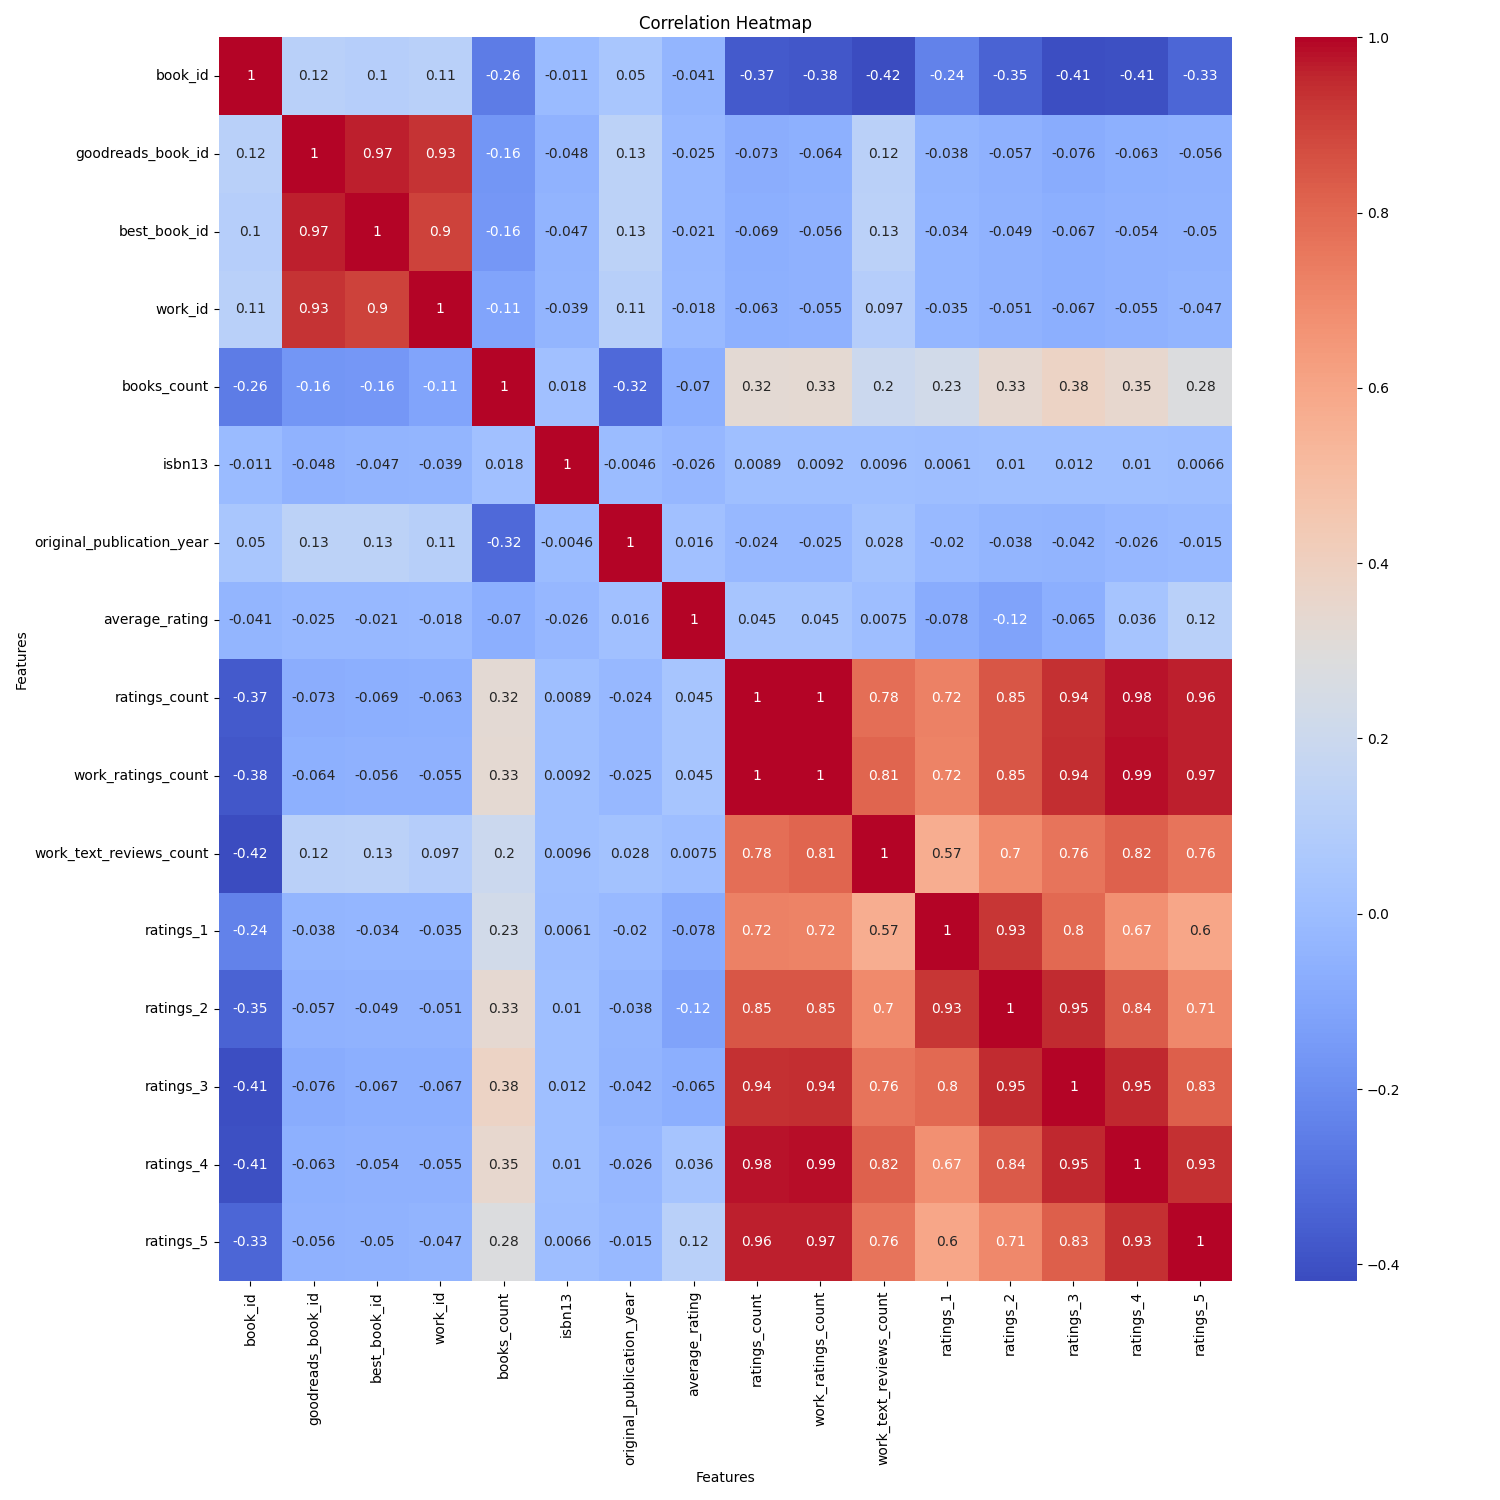 Correlation Heatmap
Features
book_id 1 0.12 0.1 0.11 -0.26 -0.011 0.05 -0.041 -0.37 -0.38 -0.42 -0.24 -0.35 -0.41 -0.41 -0.33
goodreads_book_id 0.12 1 0.97 0.93 -0.16 -0.048 0.13 -0.025 -0.073 -0.064 0.12 -0.038 -0.057 -0.076 -0.063 -0.056
best_book_id 0.1 0.97 1 0.9 -0.16 -0.047 0.13 -0.021 -0.069 -0.056 0.13 -0.034 -0.049 -0.067 -0.054 -0.05
work_id 0.11 0.93 0.9 1 -0.11 -0.039 0.11 -0.018 -0.063 -0.055 0.097 -0.035 -0.051 -0.067 -0.055 -0.047
books_count -0.26 -0.16 -0.16 -0.11 1 0.018 -0.32 -0.07 0.32 0.33 0.2 0.23 0.33 0.38 0.35 0.28
isbn13 -0.011 -0.048 -0.047 -0.039 0.018 1 -0.0046 -0.026 0.0089 0.0092 0.0096 0.0061 0.01 0.012 0.01 0.0066
original_publication_year 0.05 0.13 0.13 0.11 -0.32 -0.0046 1 0.016 -0.024 -0.025 0.028 -0.02 -0.038 -0.042 -0.026 -0.015
average_rating -0.041 -0.025 -0.021 -0.018 -0.07 -0.026 0.016 1 0.045 0.045 0.0075 -0.078 -0.12 -0.065 0.036 0.12
ratings_count -0.37 -0.073 -0.069 -0.063 0.32 0.0089 -0.024 0.045 1 1 0.78 0.72 0.85 0.94 0.98 0.96
work_ratings_count -0.38 -0.064 -0.056 -0.055 0.33 0.0092 -0.025 0.045 1 1 0.81 0.72 0.85 0.94 0.99 0.97
work_text_reviews_count -0.42 0.12 0.13 0.097 0.2 0.0096 0.028 0.0075 0.78 0.81 1 0.57 0.7 0.76 0.82 0.76
ratings_1 -0.24 -0.038 -0.034 -0.035 0.23 0.0061 -0.02 -0.078 0.72 0.72 0.57 1 0.93 0.8 0.67 0.6
ratings_2 -0.35 -0.057 -0.049 -0.051 0.33 0.01 -0.038 -0.12 0.85 0.85 0.7 0.93 1 0.95 0.84 0.71
ratings_3 -0.41 -0.076 -0.067 -0.067 0.38 0.012 -0.042 -0.065 0.94 0.94 0.76 0.8 0.95 1 0.95 0.83
ratings_4 -0.41 -0.063 -0.054 -0.055 0.35 0.01 -0.026 0.036 0.98 0.99 0.82 0.67 0.84 0.95 1 0.93
ratings_5 -0.33 -0.056 -0.05 -0.047 0.28 0.0066 -0.015 0.12 0.96 0.97 0.76 0.6 0.71 0.83 0.93 1
book_id
goodreads_book_id
best_book_id
work_id
books_count
isbn13
original_publication_year
average_rating
ratings_count
work_ratings_count
work_text_reviews_count
ratings_1
ratings_2
ratings_3
ratings_4
ratings_5
Features
1.0
0.8
0.6
0.4
0.2
0.0
−0.2
−0.4